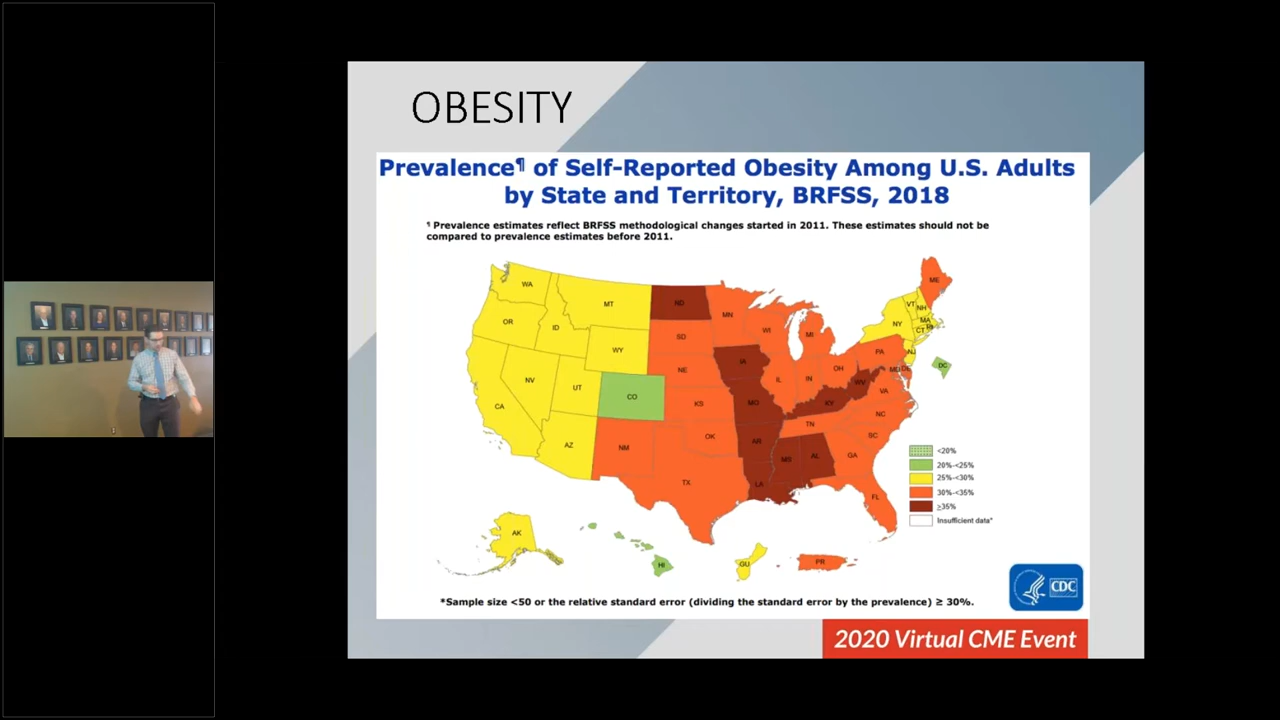 OBESITY
Prevalence¶ of Self-Reported Obesity Among U.S. Adults
by State and Territory, BRFSS, 2018
¶ Prevalence estimates reflect BRFSS methodological changes started in 2011. These estimates should not be
compared to prevalence estimates before 2011.
WA
MT
ND
ME
OR
ID
MN
VT
NH
WY
SD
WI
MI
NY
MA
CT
RI
NV
UT
CO
NE
IA
IL
IN
OH
PA
NJ
MD
DE
DC
CA
KS
MO
KY
WV
VA
AZ
NM
OK
AR
TN
NC
SC
TX
LA
MS
AL
GA
FL
AK
HI
GU
PR
<20%
20%-<25%
25%-<30%
30%-<35%
≥35%
Insufficient data*
CDC
*Sample size <50 or the relative standard error (dividing the standard error by the prevalence) ≥ 30%.
2020 Virtual CME Event